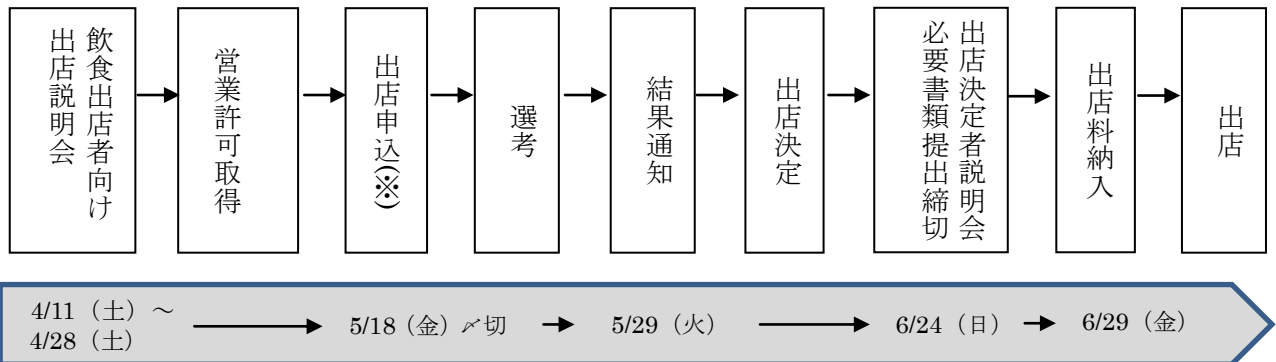 飲食出店者向け
出店説明会
営業許可取得
出店申込(※)
選考
結果通知
出店決定
出店決定者説明会
必要書類提出締切
出店料納入
出店
4/11（土）～
4/28（土）
5/18（金）〆切
5/29（火）
6/24（日）
6/29（金）